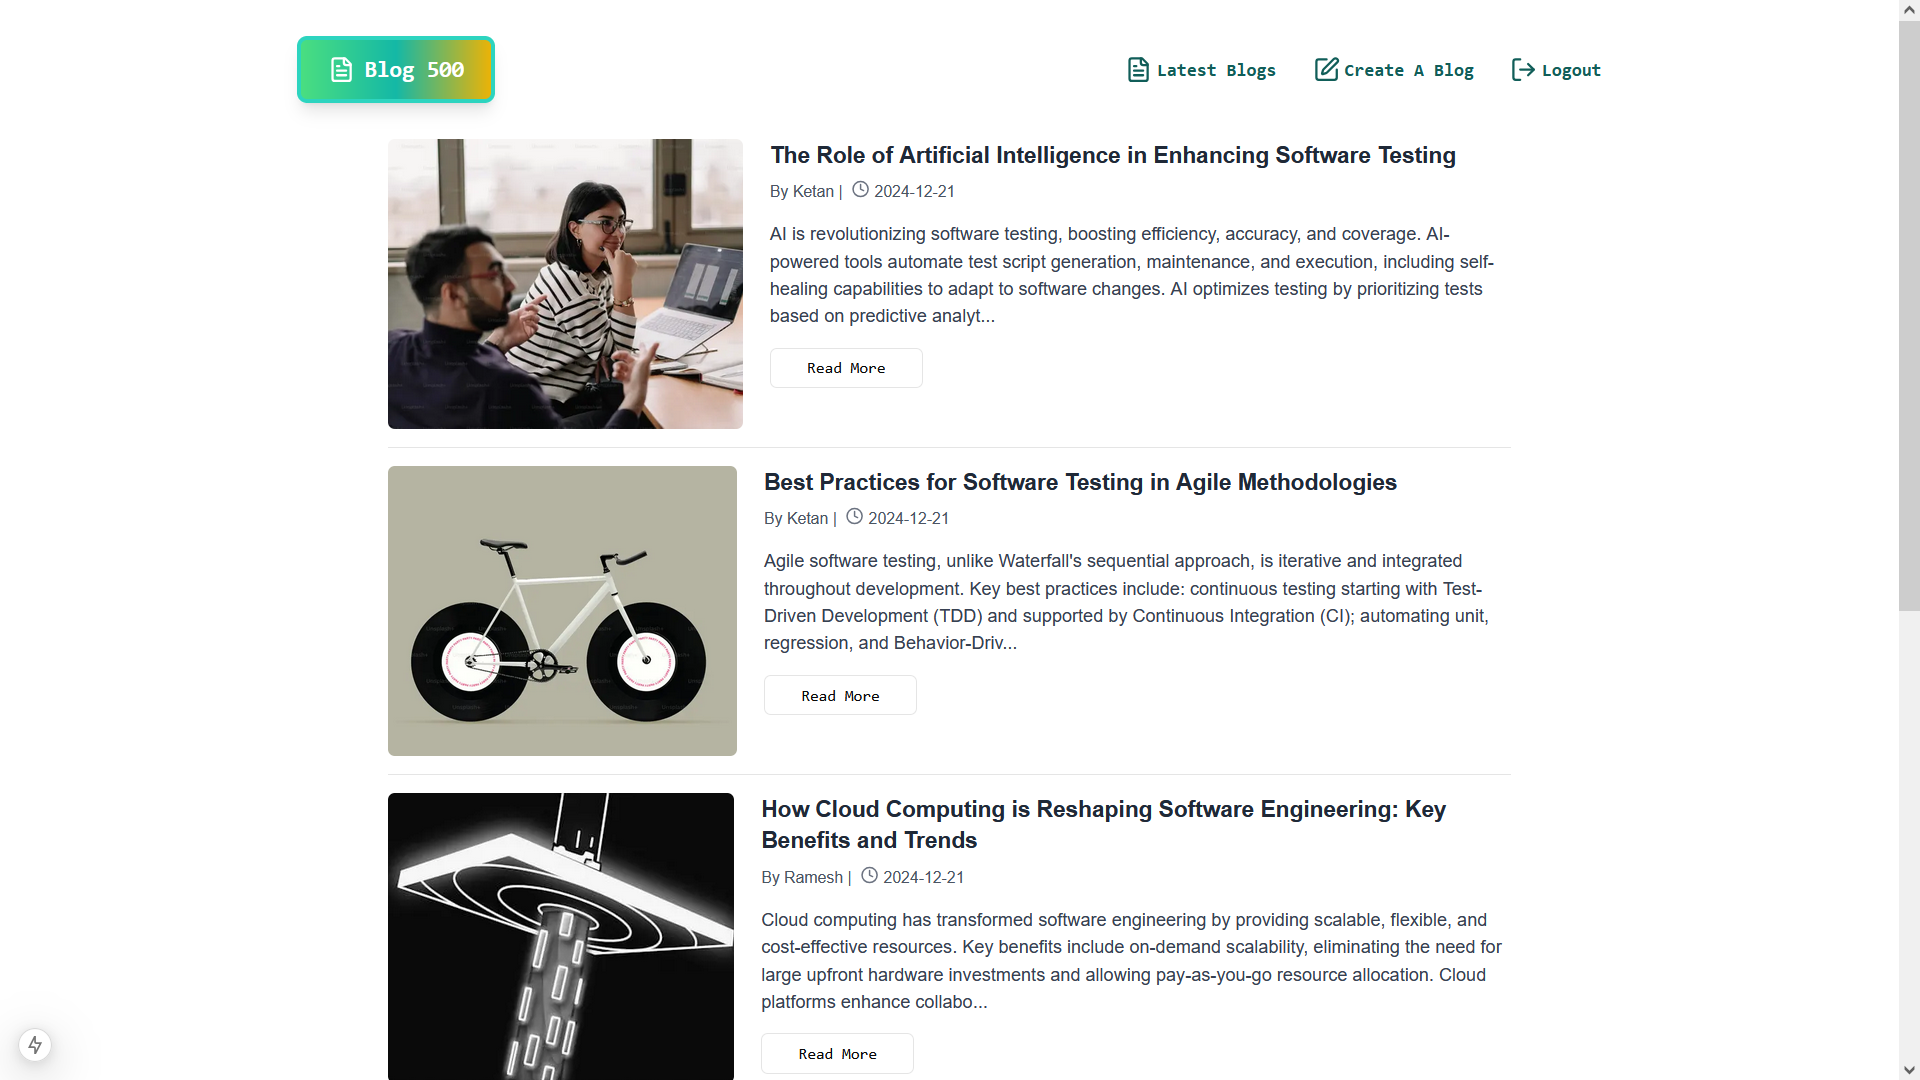 Blog 500
Latest Blogs
Create A Blog
Logout
The Role of Artificial Intelligence in Enhancing Software Testing
By Ketan | 2024-12-21
AI is revolutionizing software testing, boosting efficiency, accuracy, and coverage. AI-
powered tools automate test script generation, maintenance, and execution, including self-
healing capabilities to adapt to software changes. AI optimizes testing by prioritizing tests
based on predictive analyt...
Read More
Best Practices for Software Testing in Agile Methodologies
By Ketan | 2024-12-21
Agile software testing, unlike Waterfall's sequential approach, is iterative and integrated
throughout development. Key best practices include: continuous testing starting with Test-
Driven Development (TDD) and supported by Continuous Integration (CI); automating unit,
regression, and Behavior-Driv...
Read More
How Cloud Computing is Reshaping Software Engineering: Key
Benefits and Trends
By Ramesh | 2024-12-21
Cloud computing has transformed software engineering by providing scalable, flexible, and
cost-effective resources. Key benefits include on-demand scalability, eliminating the need for
large upfront hardware investments and allowing pay-as-you-go resource allocation. Cloud
platforms enhance collabo...
Read More